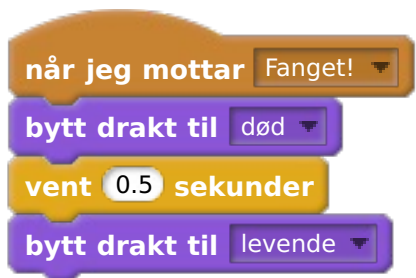 når jeg mottar Fanget!
bytt drakt til død
vent 0.5 sekunder
bytt drakt til levende